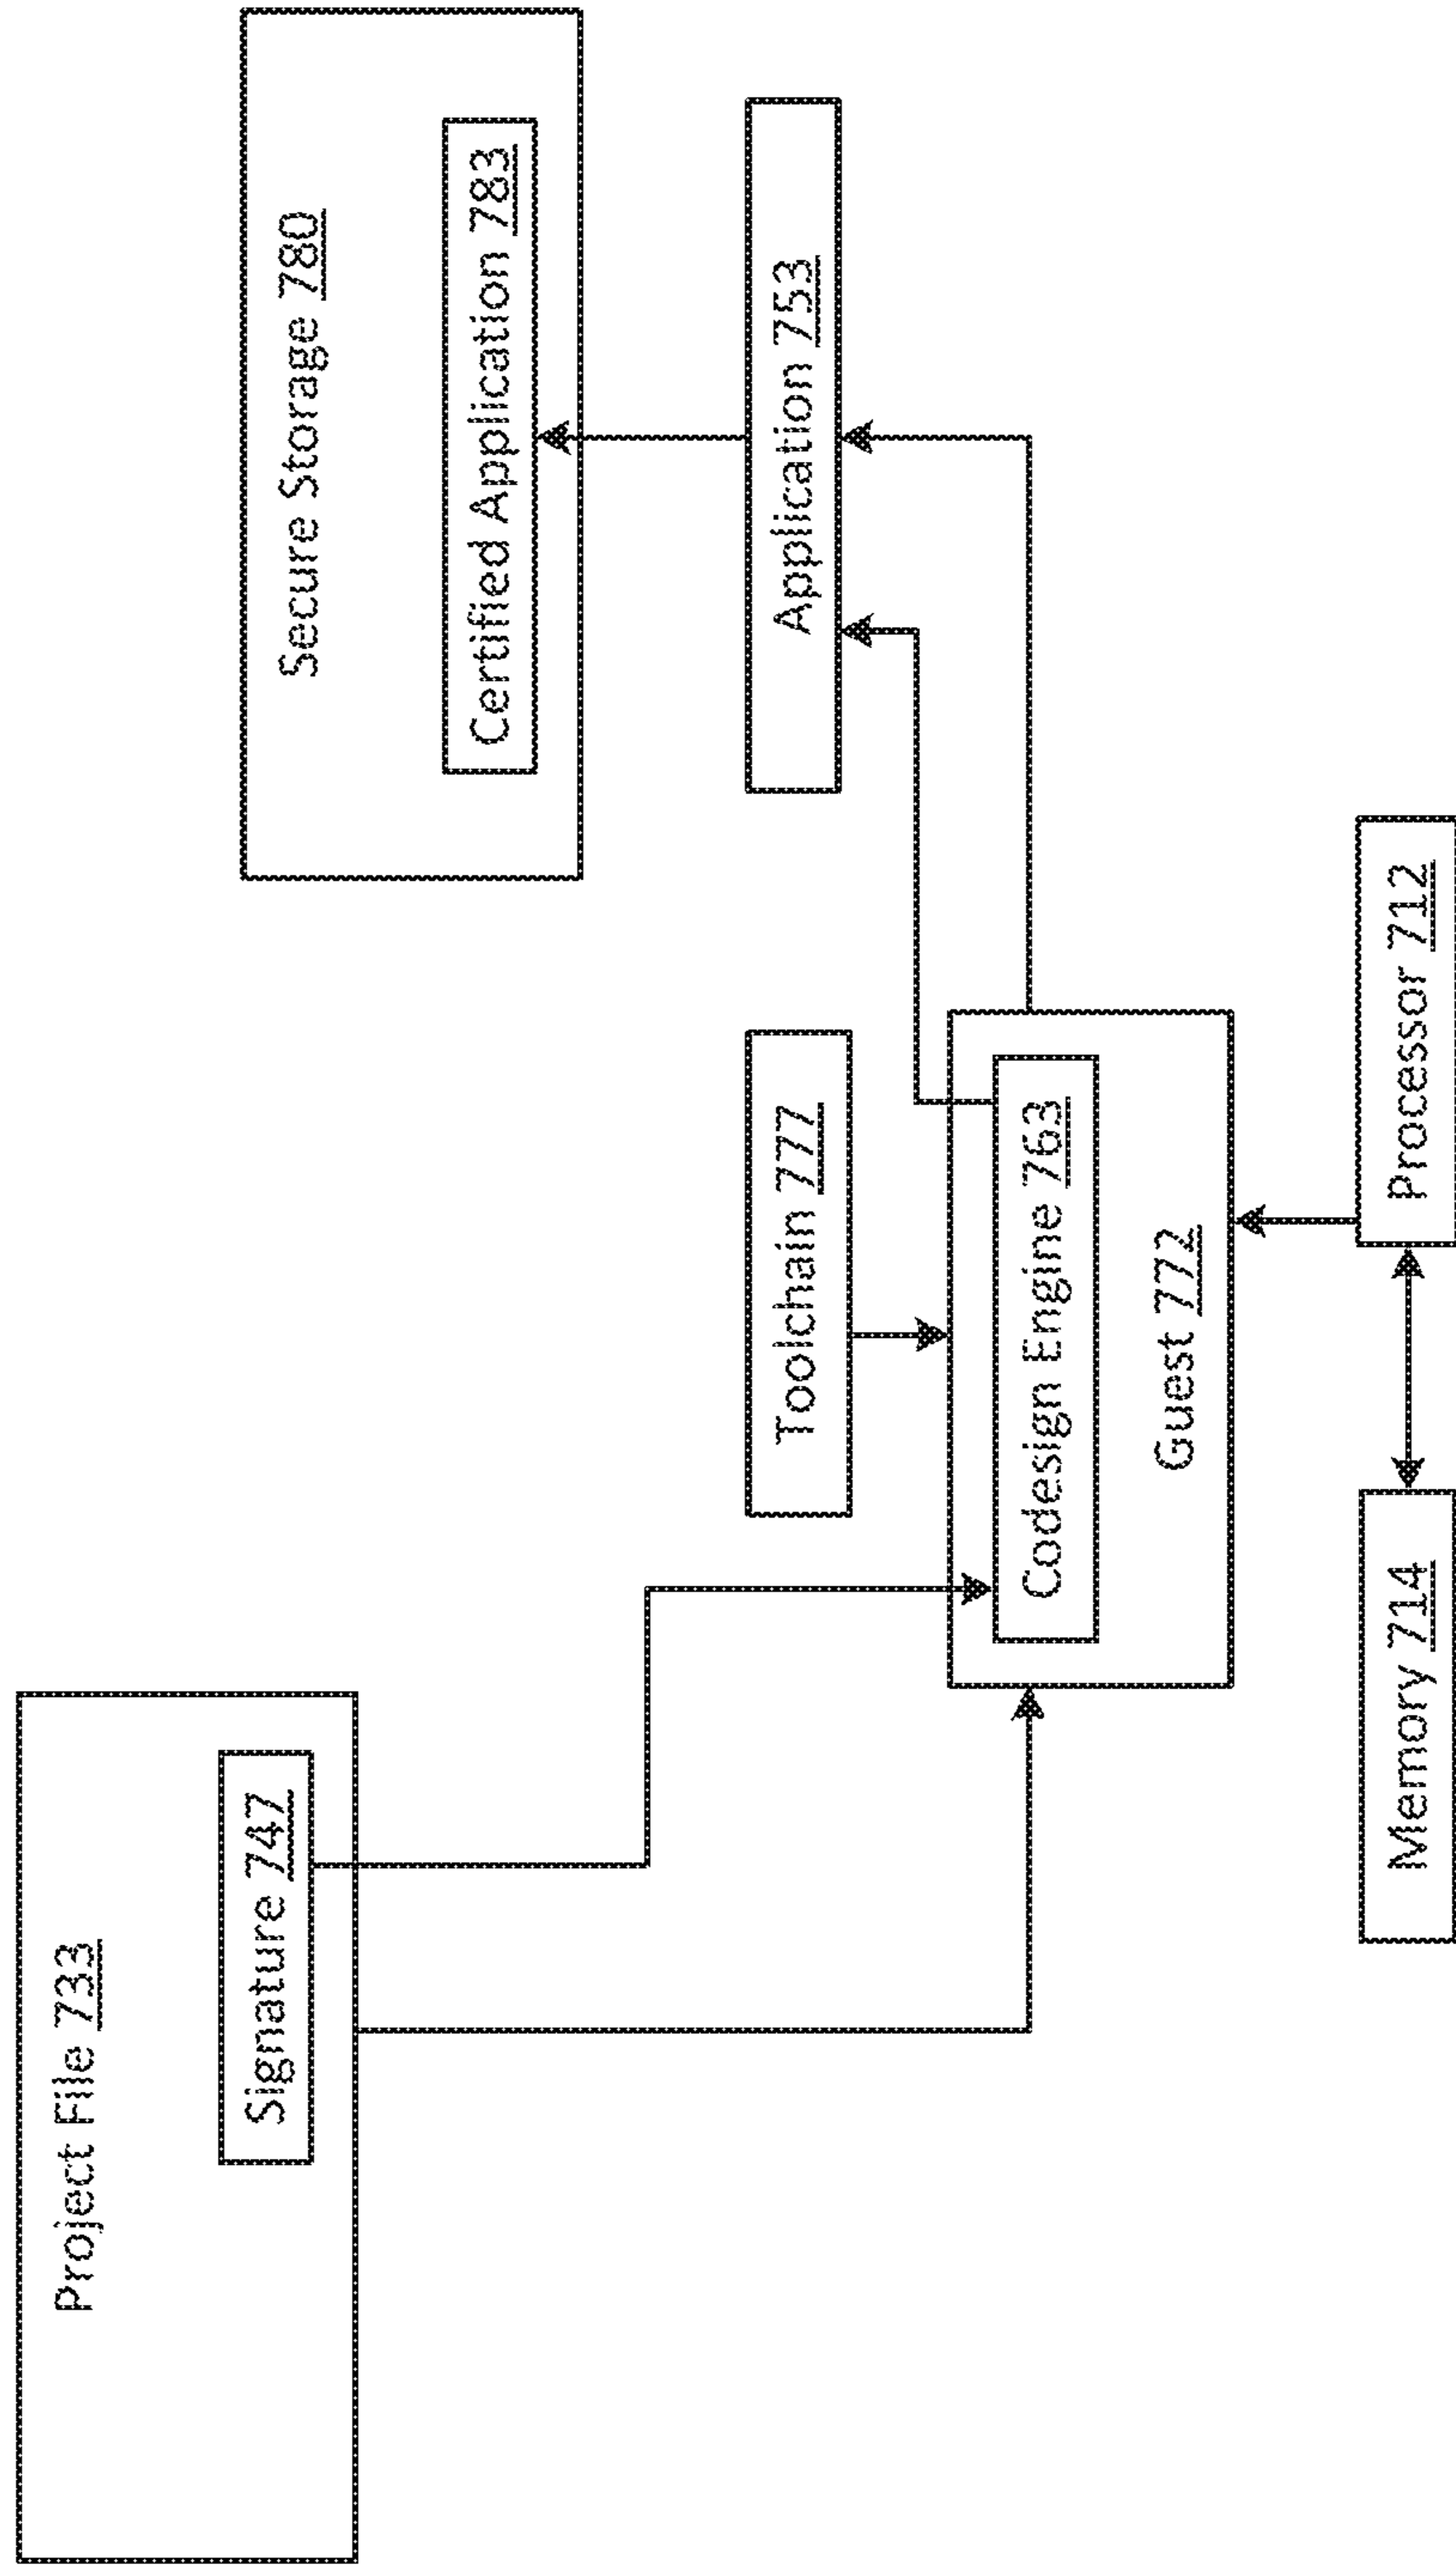 Project File 733
Signature 747
Secure Storage 780
Certified Application 783
Toolchain 777
Application 753
Codesign Engine 763
Guest 772
Memory 714
Processor 712